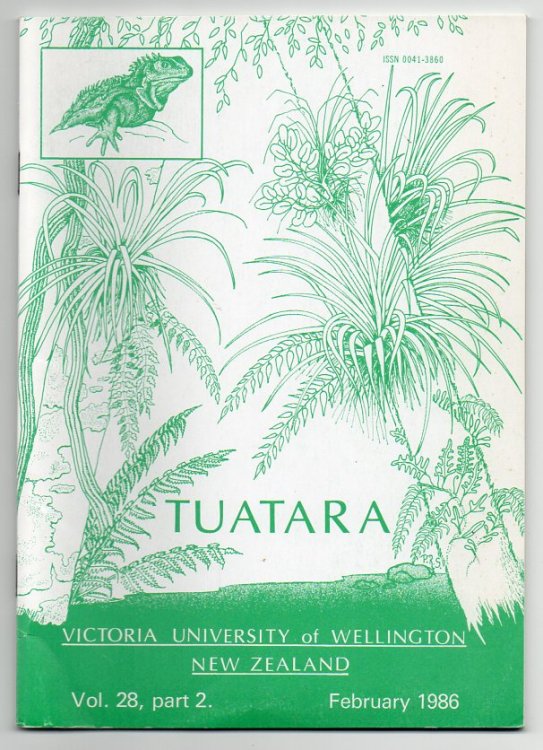 ISSN 0041-3860
TUATARA
VICTORIA UNIVERSITY of WELLINGTON
NEW ZEALAND
Vol. 28, part 2.
February 1986